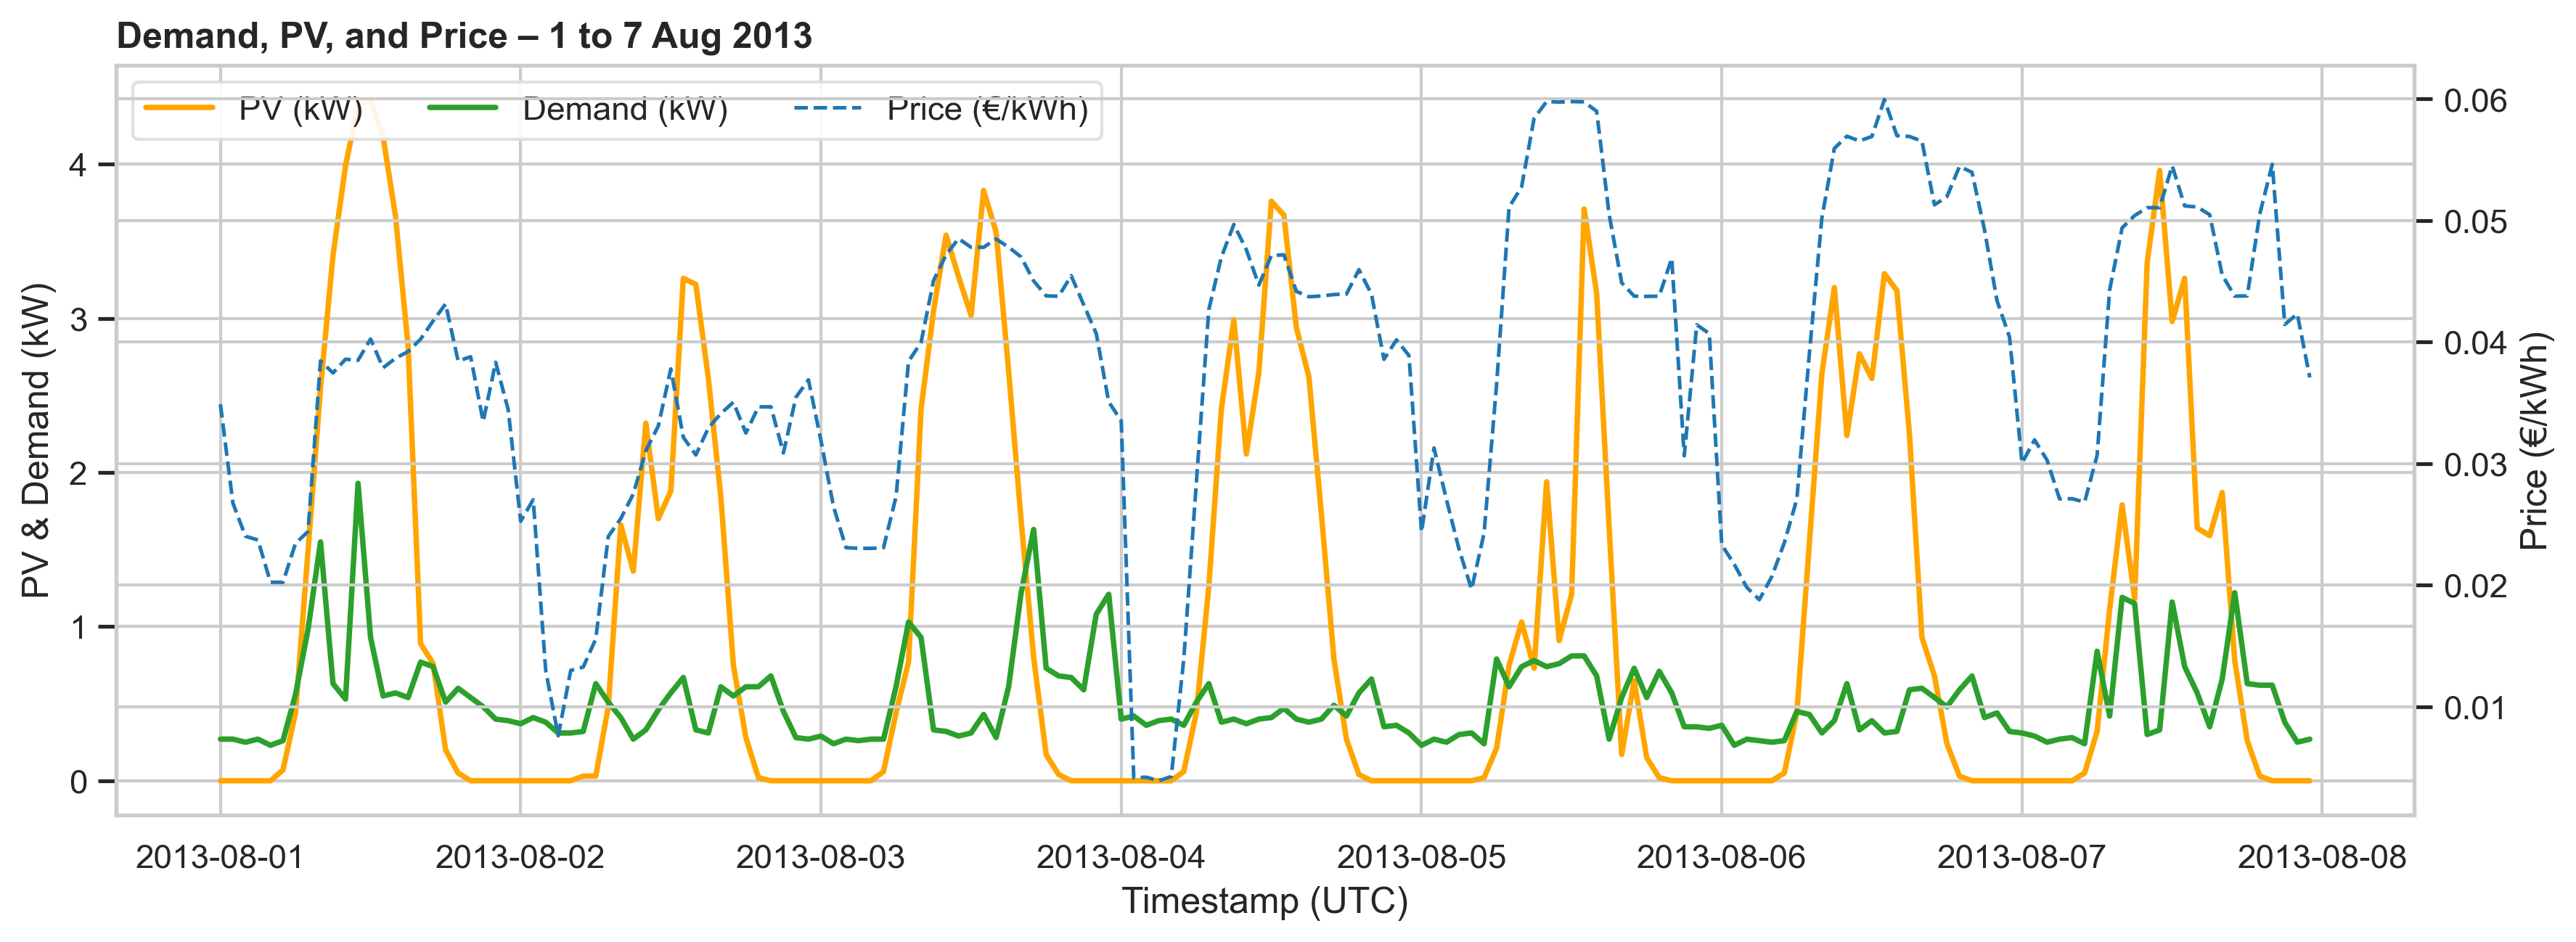 Demand, PV, and Price – 1 to 7 Aug 2013
PV (kW) Demand (kW) Price (€/kWh)
PV & Demand (kW)
4
3
2
1
0
0.06
0.05
0.04
0.03
0.02
0.01
Price (€/kWh)
2013-08-01 2013-08-02 2013-08-03 2013-08-04 2013-08-05 2013-08-06 2013-08-07 2013-08-08
Timestamp (UTC)